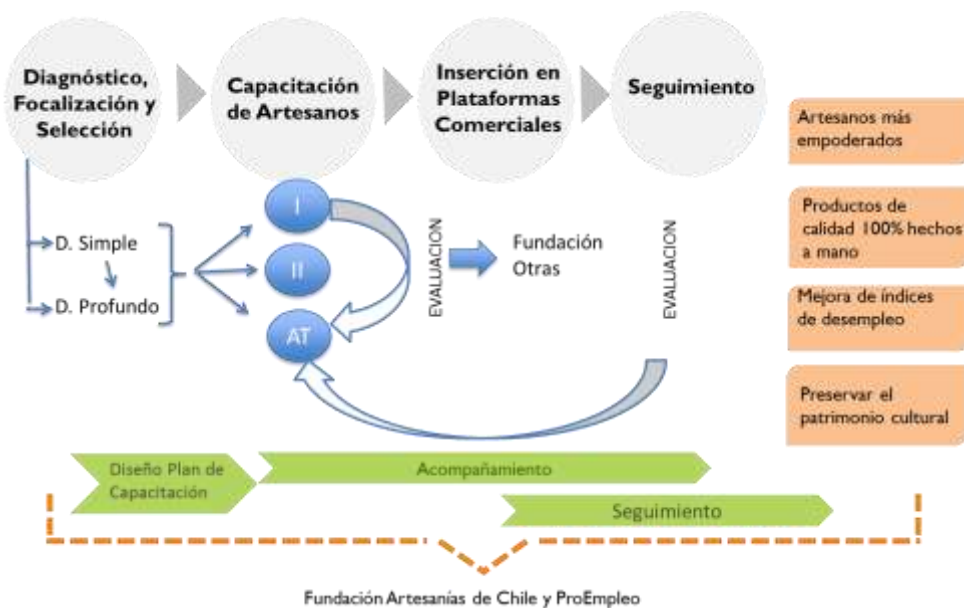 Diagnóstico,
Focalización y
Selección
Capacitación
de Artesanos
Inserción en
Plataformas
Comerciales
Seguimiento
D. Simple
D. Profundo
I
II
AT
EVALUACION
Fundación
Otras
EVALUACION
Artesanos más
empoderados
Productos de
calidad 100% hechos
a mano
Mejora de índices
de desempleo
Preservar el
patrimonio cultural
Diseño Plan de
Capacitación
Acompañamiento
Seguimiento
Fundación Artesanías de Chile y ProEmpleo